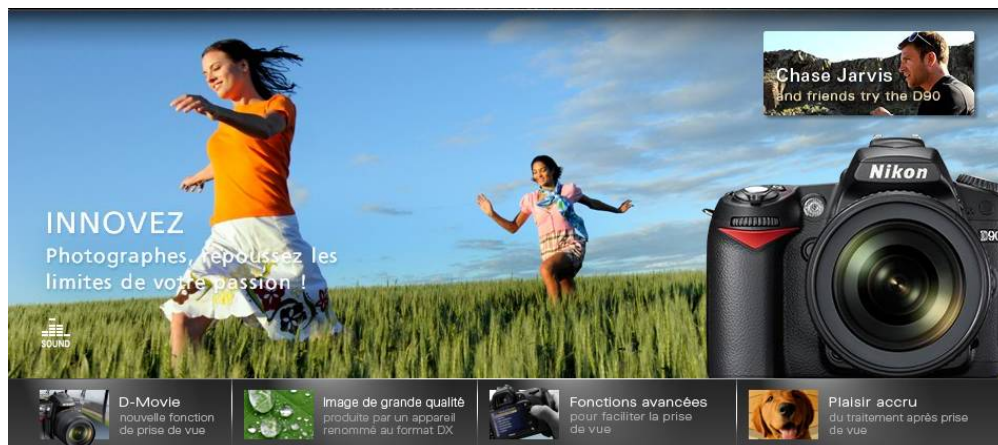 Chase Jarvis
and friends try the D90
Nikon
D90
INNOVEZ
Photographes, repoussez les
limites de votre passion !
SOUND
D-Movie
nouvelle fonction
de prise de vue
Image de grande qualité
produite par un appareil
renommé au format DX
Fonctions avancées
pour faciliter la prise
de vue
Plaisir accru
du traitement après prise
de vue